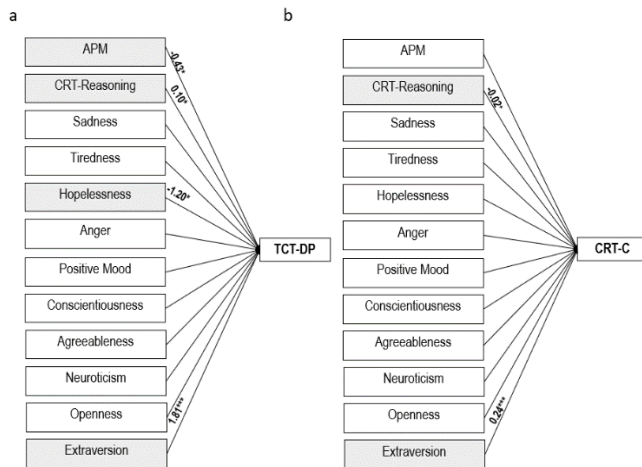 a
APM
CRT-Reasoning
Sadness
Tiredness
Hopelessness
Anger
Positive Mood
Conscientiousness
Agreeableness
Neuroticism
Openness
Extraversion
-0.43*
0.10*
-1.20*
1.81***
TCT-DP
b
APM
CRT-Reasoning
Sadness
Tiredness
Hopelessness
Anger
Positive Mood
Conscientiousness
Agreeableness
Neuroticism
Openness
Extraversion
-0.02*
0.24***
CRT-C